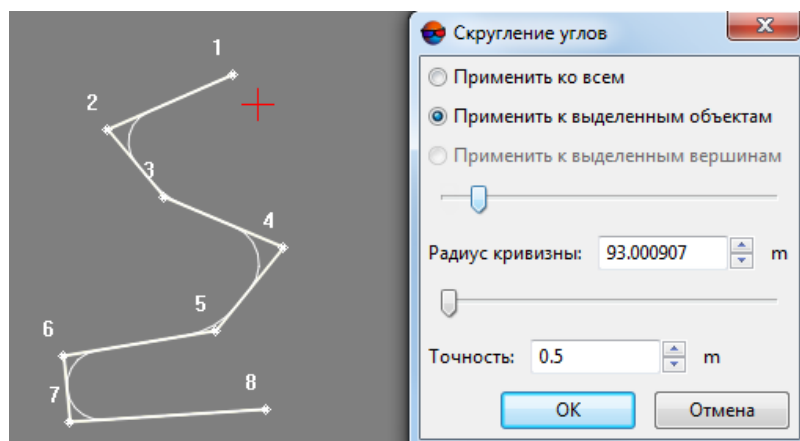 1
2
3
4
5
6
7
8
Скругление углов
Применить ко всем
Применить к выделенным объектам
Применить к выделенным вершинам
Радиус кривизны: 93.000907 m
Точность: 0.5 m
OK Отмена